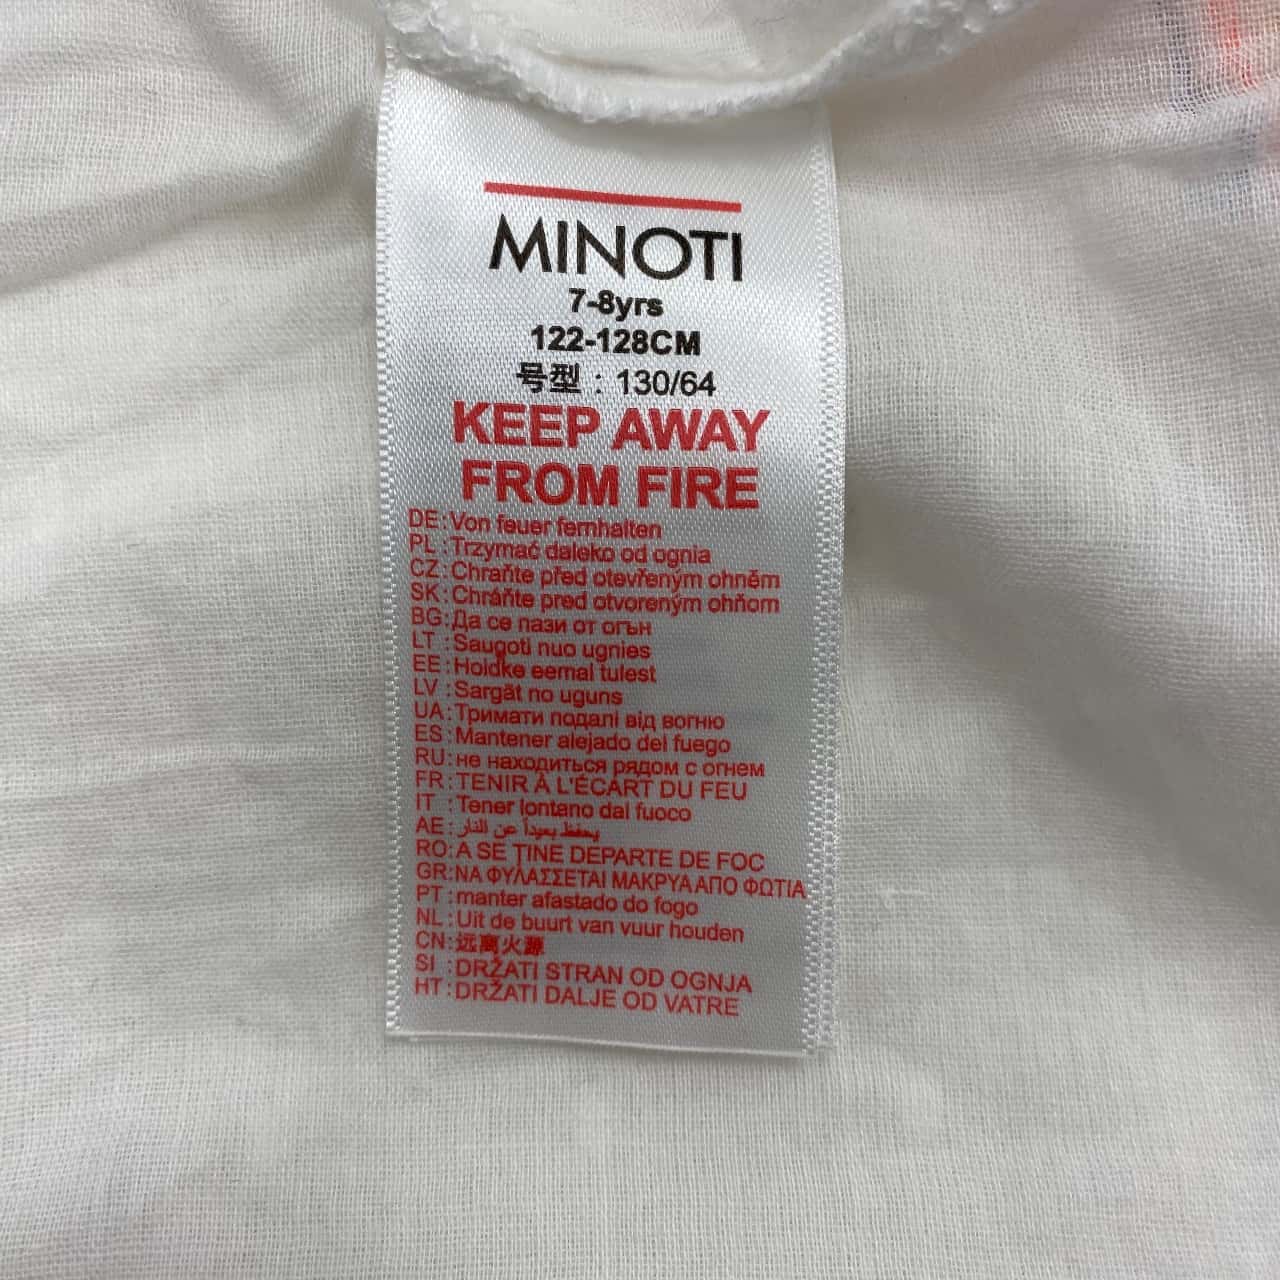 MINOTI
7-8yrs
122-128CM
号型 : 130/64
KEEP AWAY
FROM FIRE
DE:Von feuer fernhalten
PL :Trzymać daleko od ognia
CZ:Chraňte před otevřeným ohněm
SK:Chráňte pred otvoreným ohňom
BG:Да се пази от огън
LT :Saugoti nuo ugnies
EE:Hoidke eemal tulest
LV:Sargāt no uguns
UA:Тримати подалі від вогню
ES:Mantener alejado del fuego
RU:не находиться рядом с огнем
FR:TENIR À L'ÉCART DU FEU
IT :Tener lontano dal fuoco
AE:يحفظ بعيداً عن النار
RO:A SE ȚINE DEPARTE DE FOC
GR:ΝΑ ΦΥΛΑΣΣΕΤΑΙ ΜΑΚΡΥΑ ΑΠΟ ΦΩΤΙΑ
PT:manter afastado do fogo
NL:Uit de buurt van vuur houden
CN:远离火源
SI :DRŽATI STRAN OD OGNJA
HT:DRŽATI DALJE OD VATRE